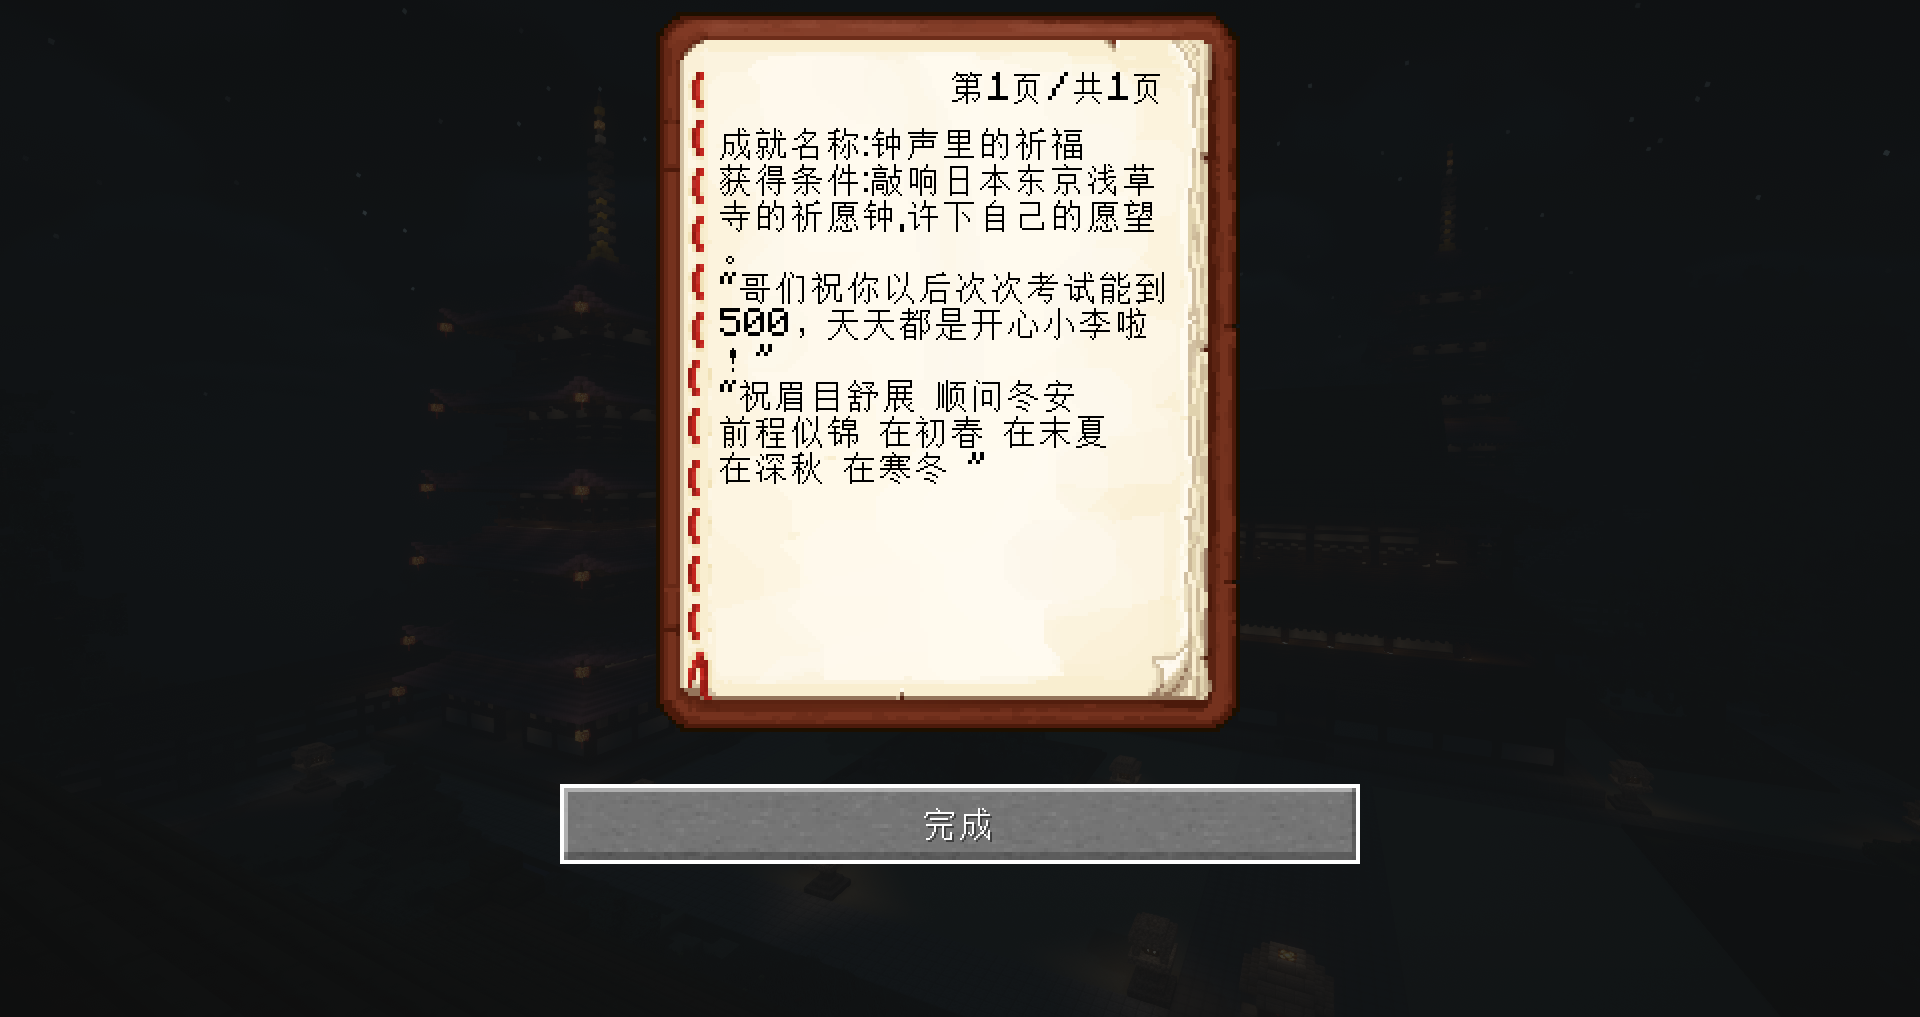 第1页/共1页
成就名称:钟声里的祈福
获得条件:敲响日本东京浅草
寺的祈愿钟,许下自己的愿望
。
“哥们祝你以后次次考试能到
500，天天都是开心小李啦
！”
“祝眉目舒展 顺问冬安
前程似锦 在初春 在末夏
在深秋 在寒冬 ”
完成